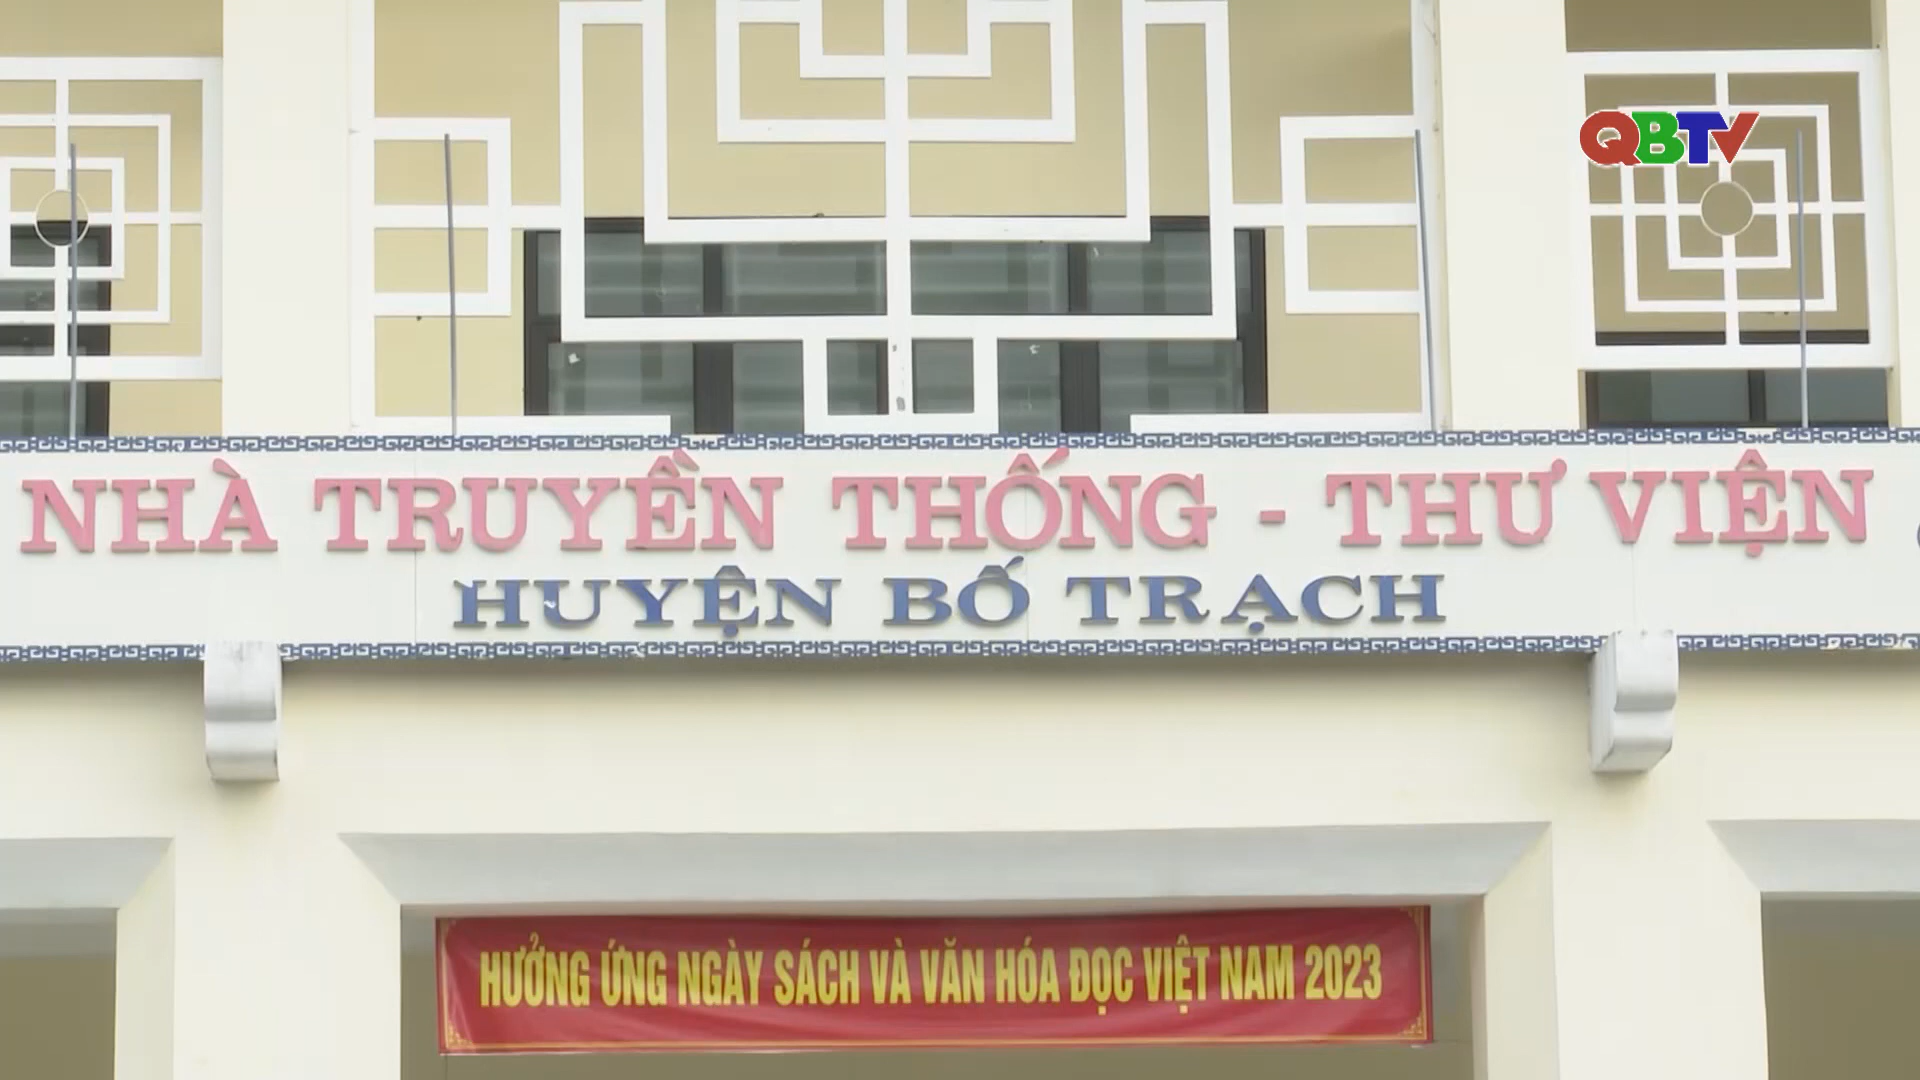 QBTV
NHÀ TRUYỀN THỐNG - THƯ VIỆN
HUYỆN BỐ TRẠCH
HƯỞNG ỨNG NGÀY SÁCH VÀ VĂN HÓA ĐỌC VIỆT NAM 2023